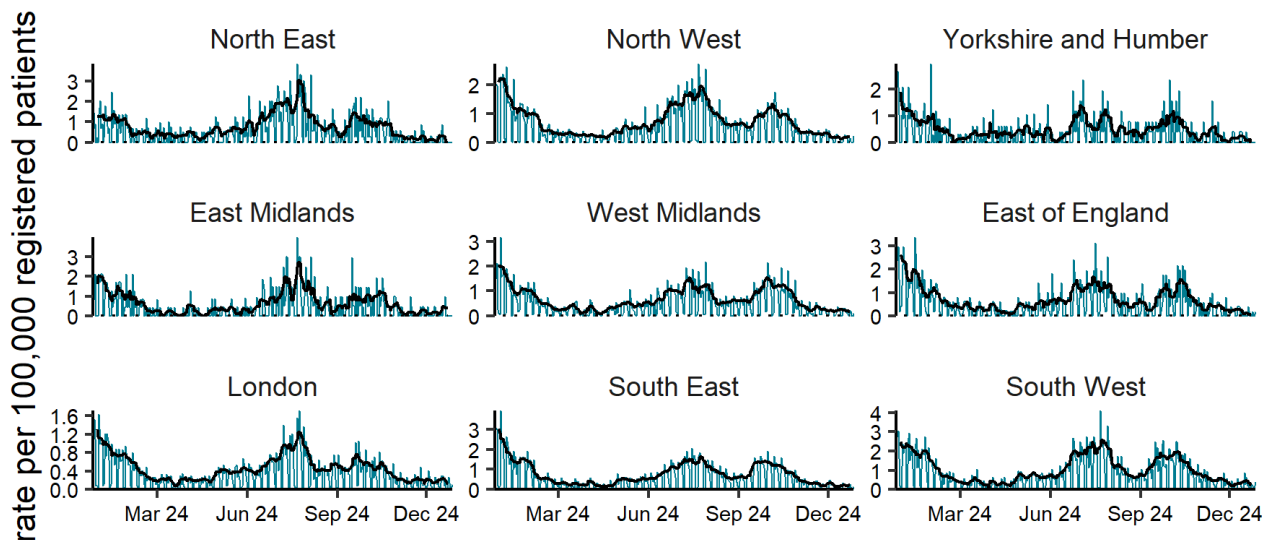 rate per 100,000 registered patients
North East
North West
Yorkshire and Humber
3
2
1
0
2
1
0
2
1
0
East Midlands
West Midlands
East of England
3
2
1
0
3
2
1
0
3
2
1
0
London
South East
South West
1.6
1.2
0.8
0.4
0.0
3
2
1
0
4
3
2
1
0
Mar 24 Jun 24 Sep 24 Dec 24
Mar 24 Jun 24 Sep 24 Dec 24
Mar 24 Jun 24 Sep 24 Dec 24